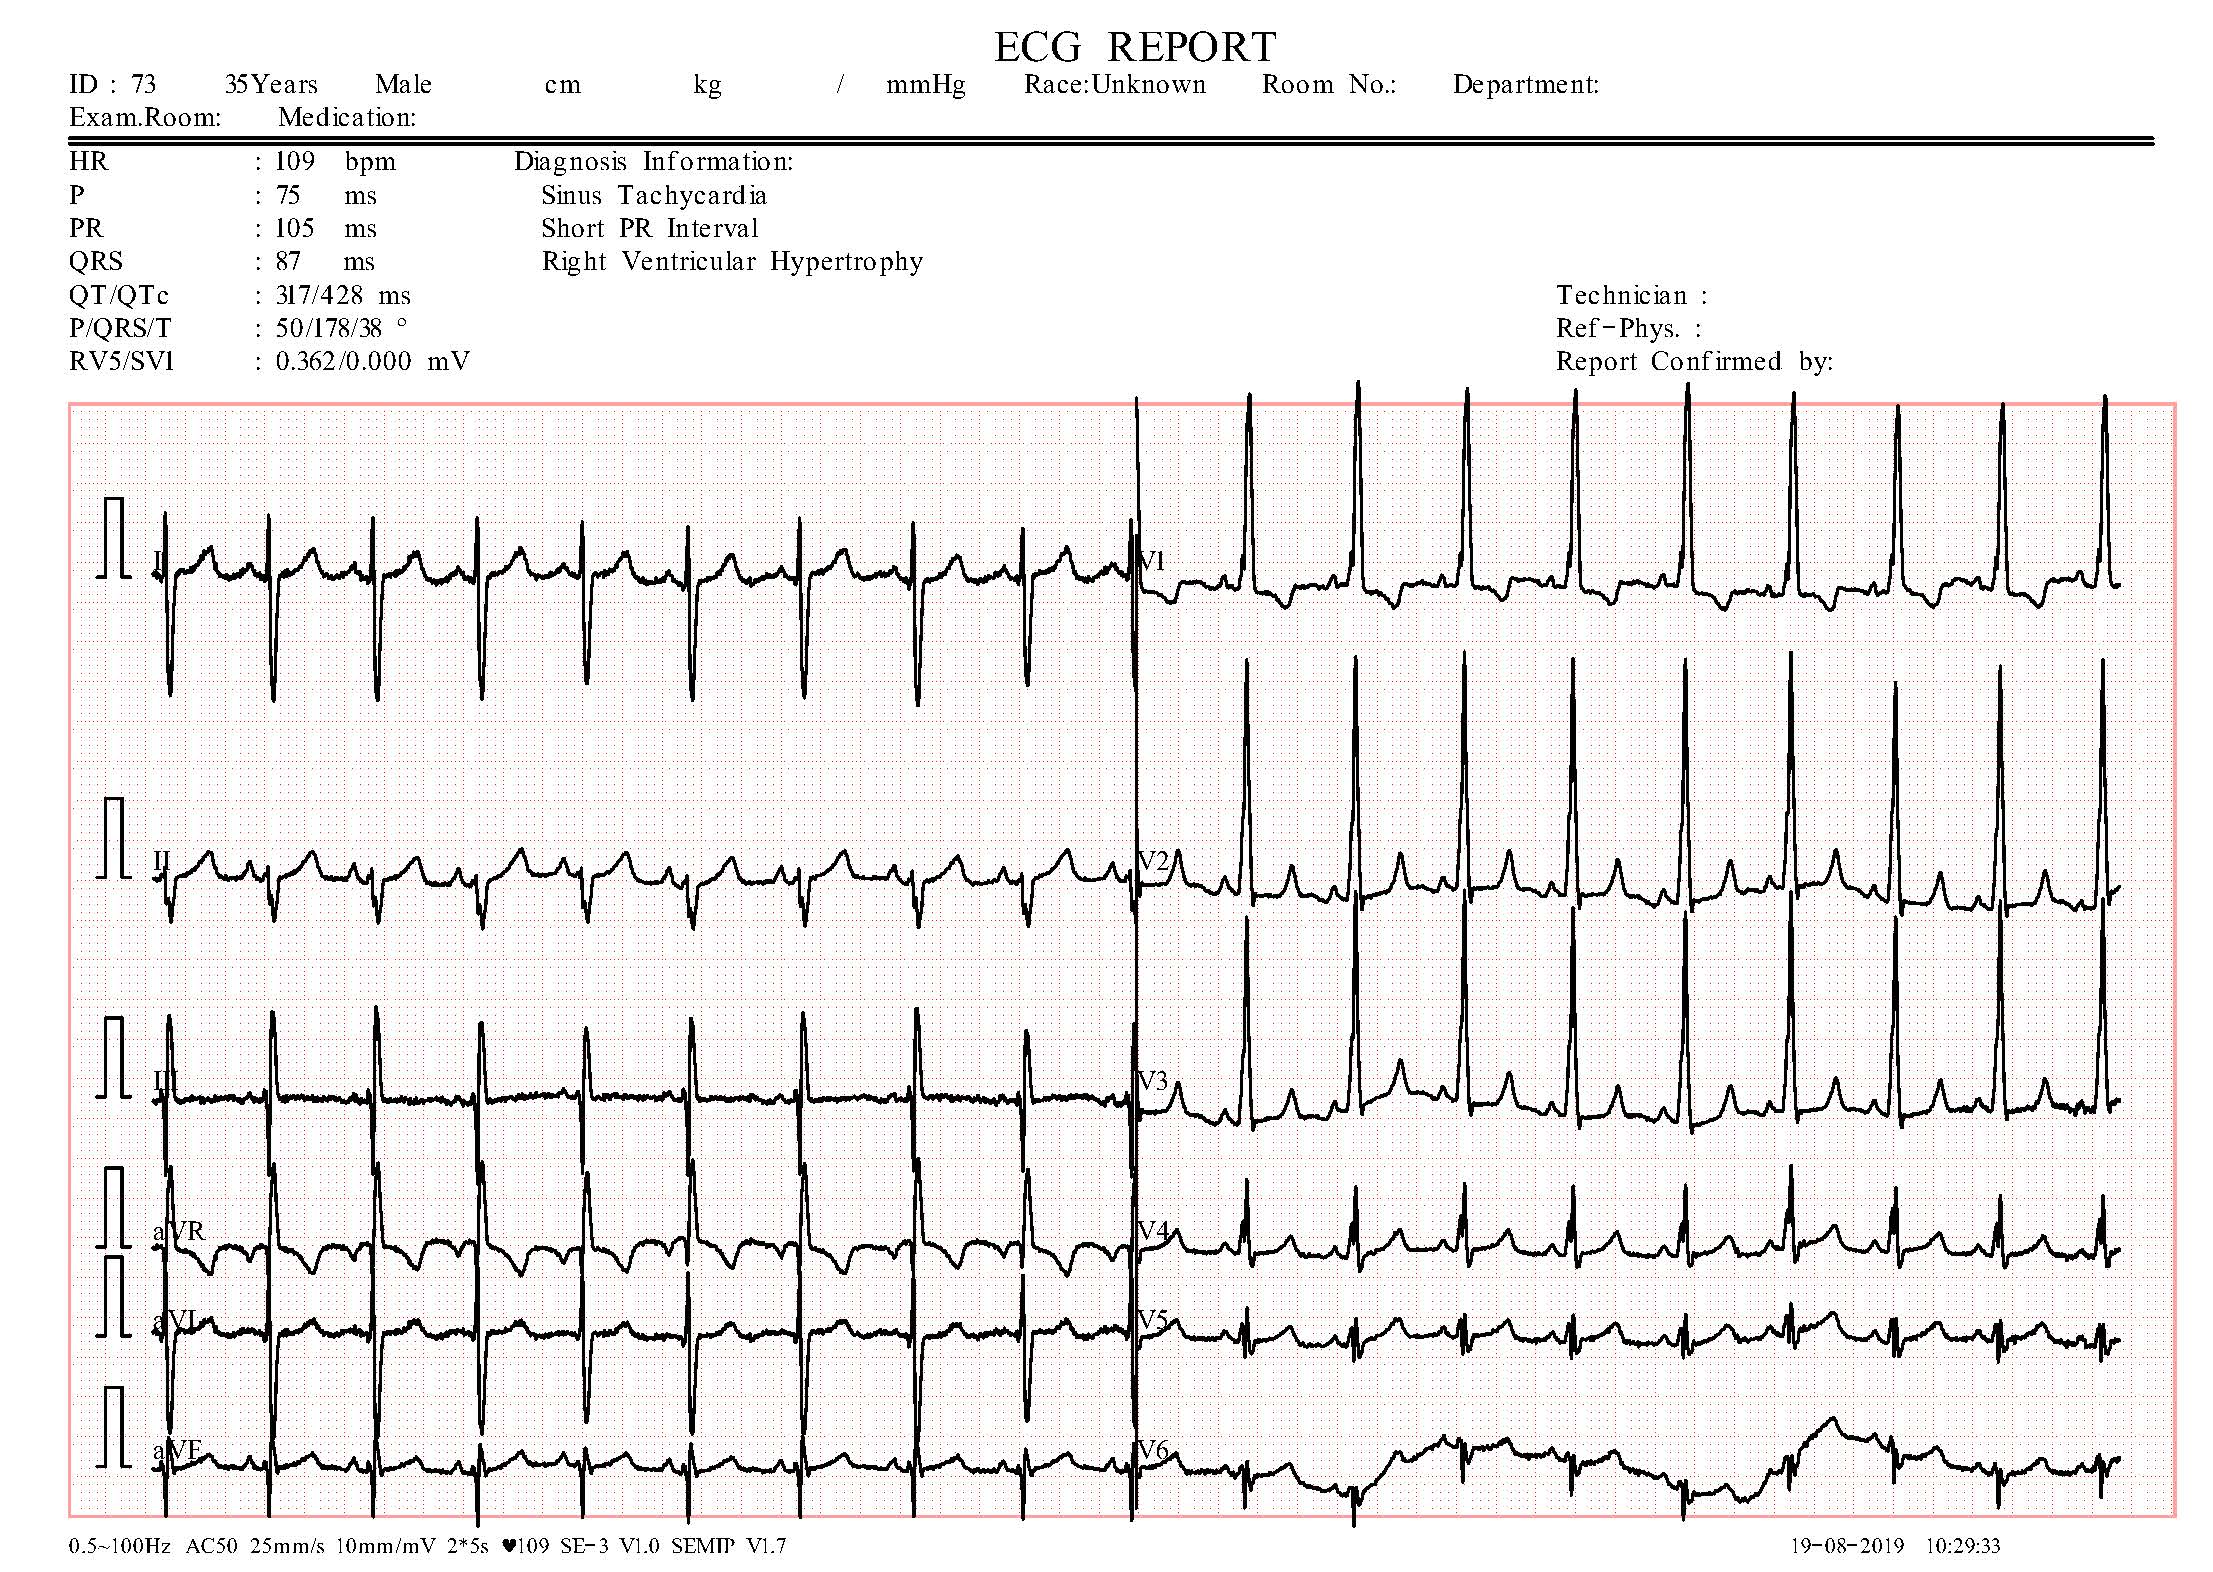 ECG REPORT
ID : 73 35Years Male cm kg / mmHg Race:Unknown Room No.: Department:
Exam.Room: Medication:
HR : 109 bpm Diagnosis Information:
P : 75 ms Sinus Tachycardia
PR : 105 ms Short PR Interval
QRS : 87 ms Right Ventricular Hypertrophy
QT/QTc : 317/428 ms Technician :
P/QRS/T : 50/178/38 ° Ref-Phys. :
RV5/SV1 : 0.362/0.000 mV Report Confirmed by:
I V1
II V2
III V3
aVR V4
aVL V5
aVF V6
0.5~100Hz AC50 25mm/s 10mm/mV 2*5s ♥109 SE-3 V1.0 SEMIP V1.7 19-08-2019 10:29:33